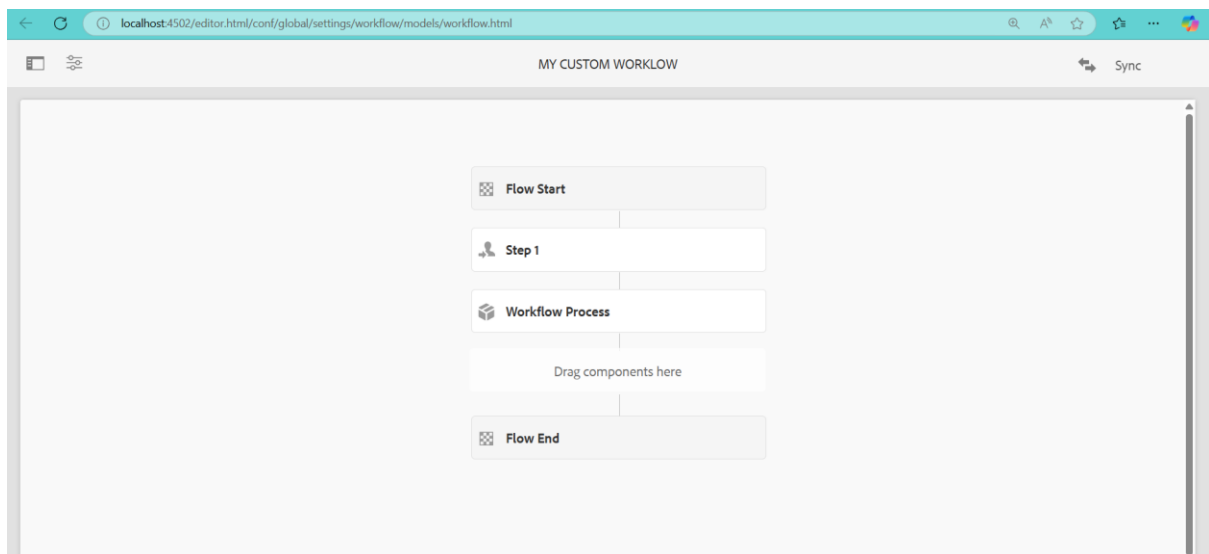 localhost:4502/editor.html/conf/global/settings/workflow/models/workflow.html
MY CUSTOM WORKLOW
Sync
Flow Start
Step 1
Workflow Process
Drag components here
Flow End